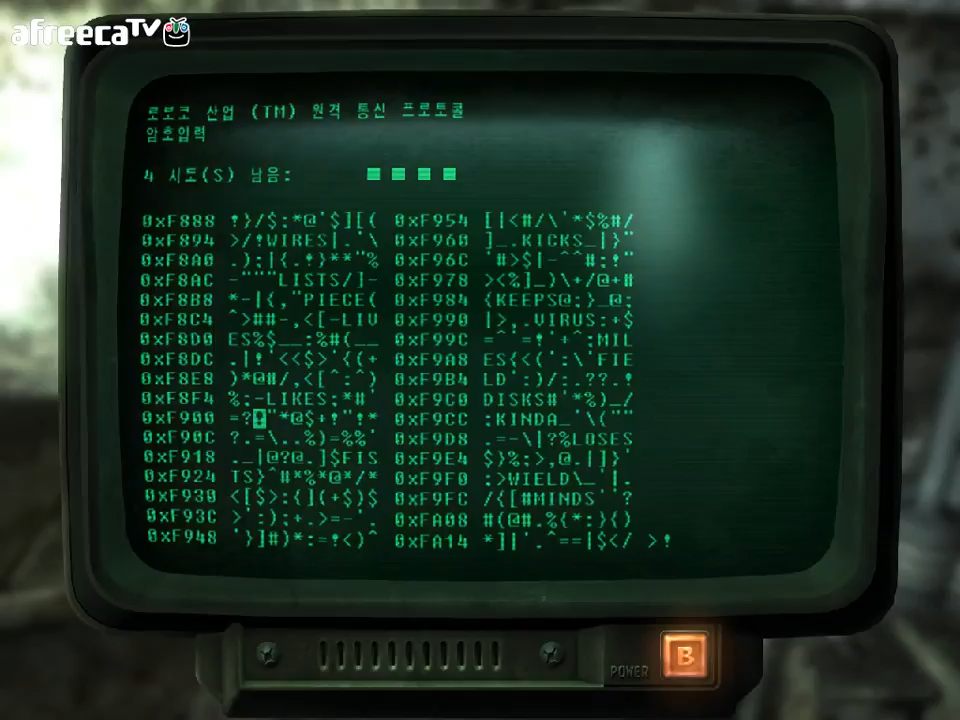 afreecaTV
로보코 산업 (TM) 원격 통신 프로토콜
암호입력
4 시도(S) 남음:
0xF888 !}/$:*@'$][( 0xF954 [|<#/\'*$%#/
0xF894 >/!WIRES|.'\ 0xF960 ]_.KICKS_|}"
0xF8A0 .);|{.!}**"% 0xF96C '#>$|-^^#:!"
0xF8AC -"""LISTS/]- 0xF978 ><%]_)\+/@+#
0xF8B8 *-|{,"PIECE( 0xF984 {KEEPS@;}_@;
0xF8C4 ^>##-,<[-LIV 0xF990 |>,.VIRUS:+$
0xF8D0 ES%$__:%#(__ 0xF99C =^`=!'+^;MIL
0xF8DC .|!'<<$>'{(+ 0xF9A8 ES{<(':\'FIE
0xF8E8 )*@#/,<[^:^) 0xF9B4 LD':)/:.??.!
0xF8F4 %;-LIKES;*#' 0xF9C0 DISKS#'*%)_/
0xF900 =?!"*@$+!"!* 0xF9CC :KINDA_'\(""
0xF90C ?.=\..%)=%%' 0xF9D8 .=-\|?%LOSES
0xF918 ._|@?@.]$FIS 0xF9E4 $}%;>,@.|]}'
0xF924 TS}^#*%*@*/* 0xF9F0 :>WIELD\_'|.
0xF930 <[$>:{](+$)$ 0xF9FC /{[#MINDS''?
0xF93C >':);+.>=-'. 0xFA08 #(@#.%{*:}{}
0xF948 '}]#)*:=!<)^ 0xFA14 *]|'.^==|$</ >!
POWER
B